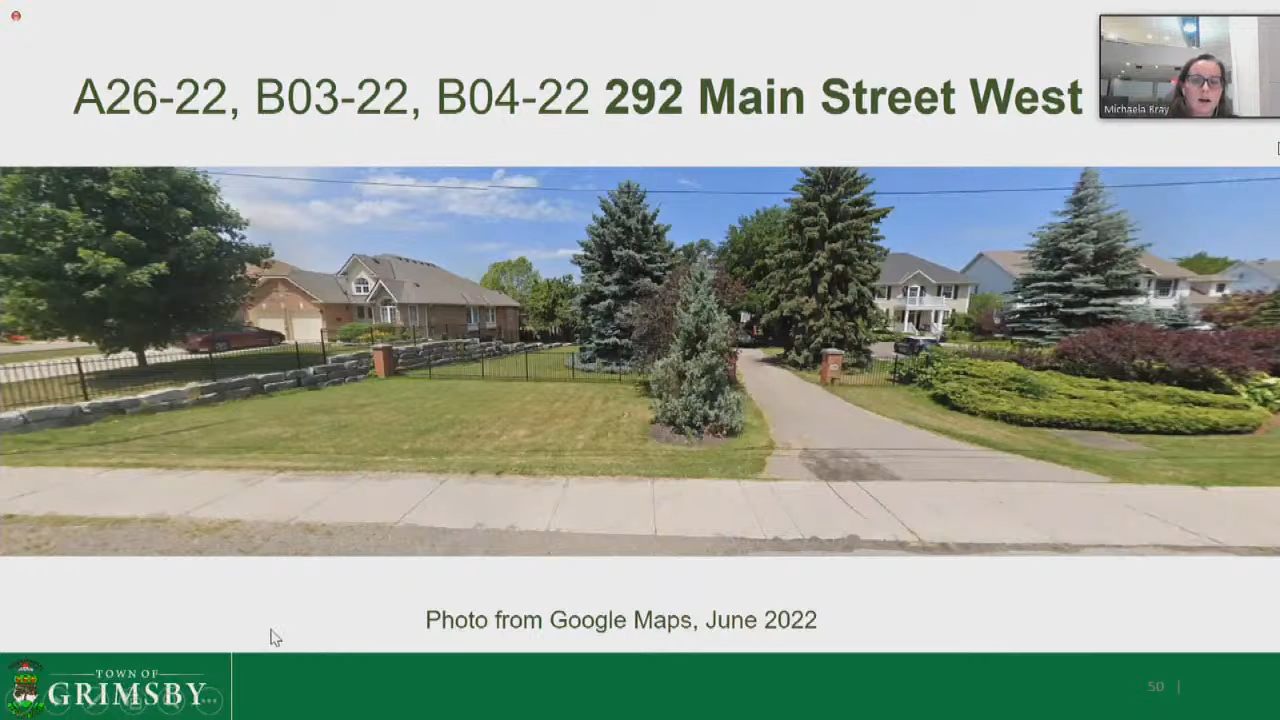 A26-22, B03-22, B04-22 292 Main Street West
Michaela Bray
Photo from Google Maps, June 2022
TOWN OF
GRIMSBY
50 |